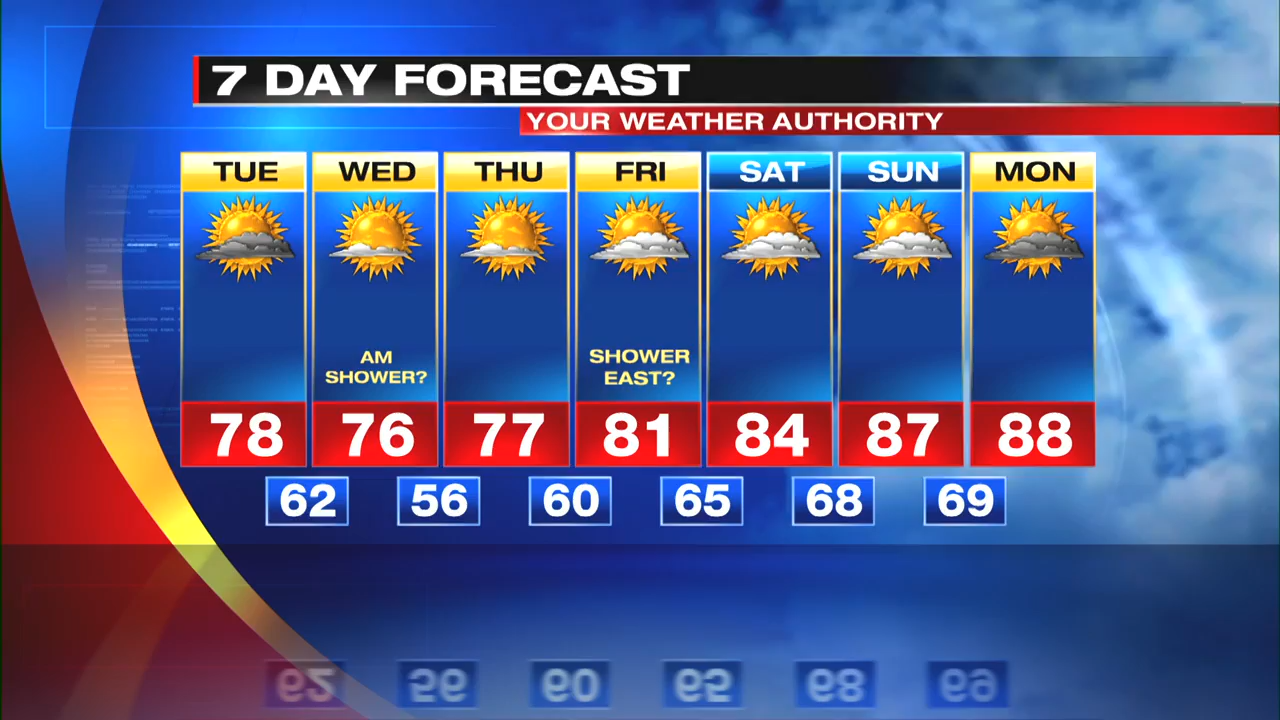 7 DAY FORECAST
YOUR WEATHER AUTHORITY
TUE WED THU FRI SAT SUN MON
AM SHOWER?
SHOWER EAST?
78 76 77 81 84 87 88
62 56 60 65 68 69